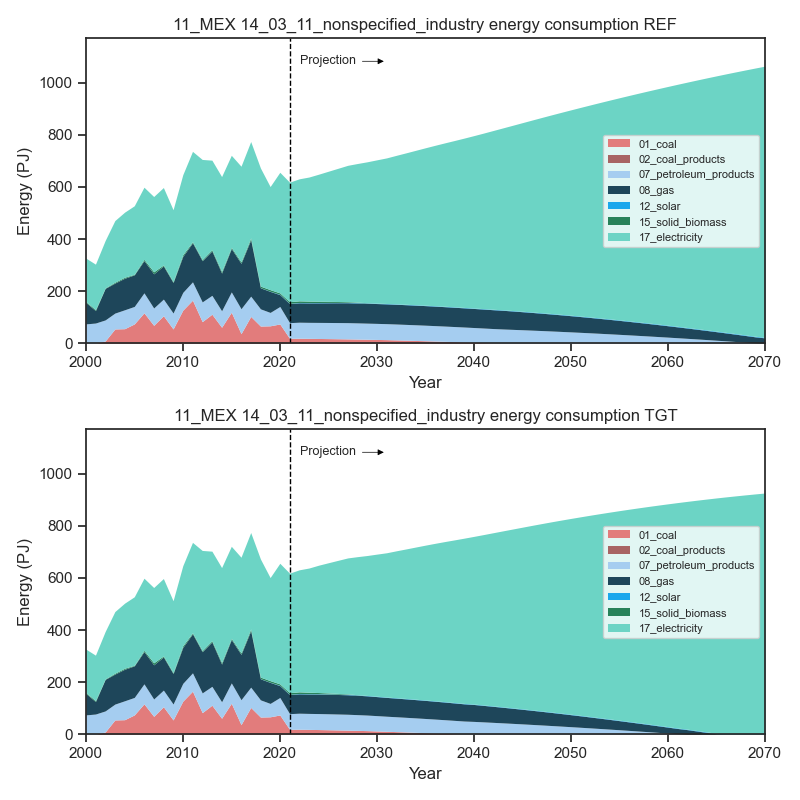 11_MEX 14_03_11_nonspecified_industry energy consumption REF
Energy (PJ)
1000
800
600
400
200
0
Projection
01_coal
02_coal_products
07_petroleum_products
08_gas
12_solar
15_solid_biomass
17_electricity
2000 2010 2020 2030 2040 2050 2060 2070
Year
11_MEX 14_03_11_nonspecified_industry energy consumption TGT
Energy (PJ)
1000
800
600
400
200
0
Projection
01_coal
02_coal_products
07_petroleum_products
08_gas
12_solar
15_solid_biomass
17_electricity
2000 2010 2020 2030 2040 2050 2060 2070
Year